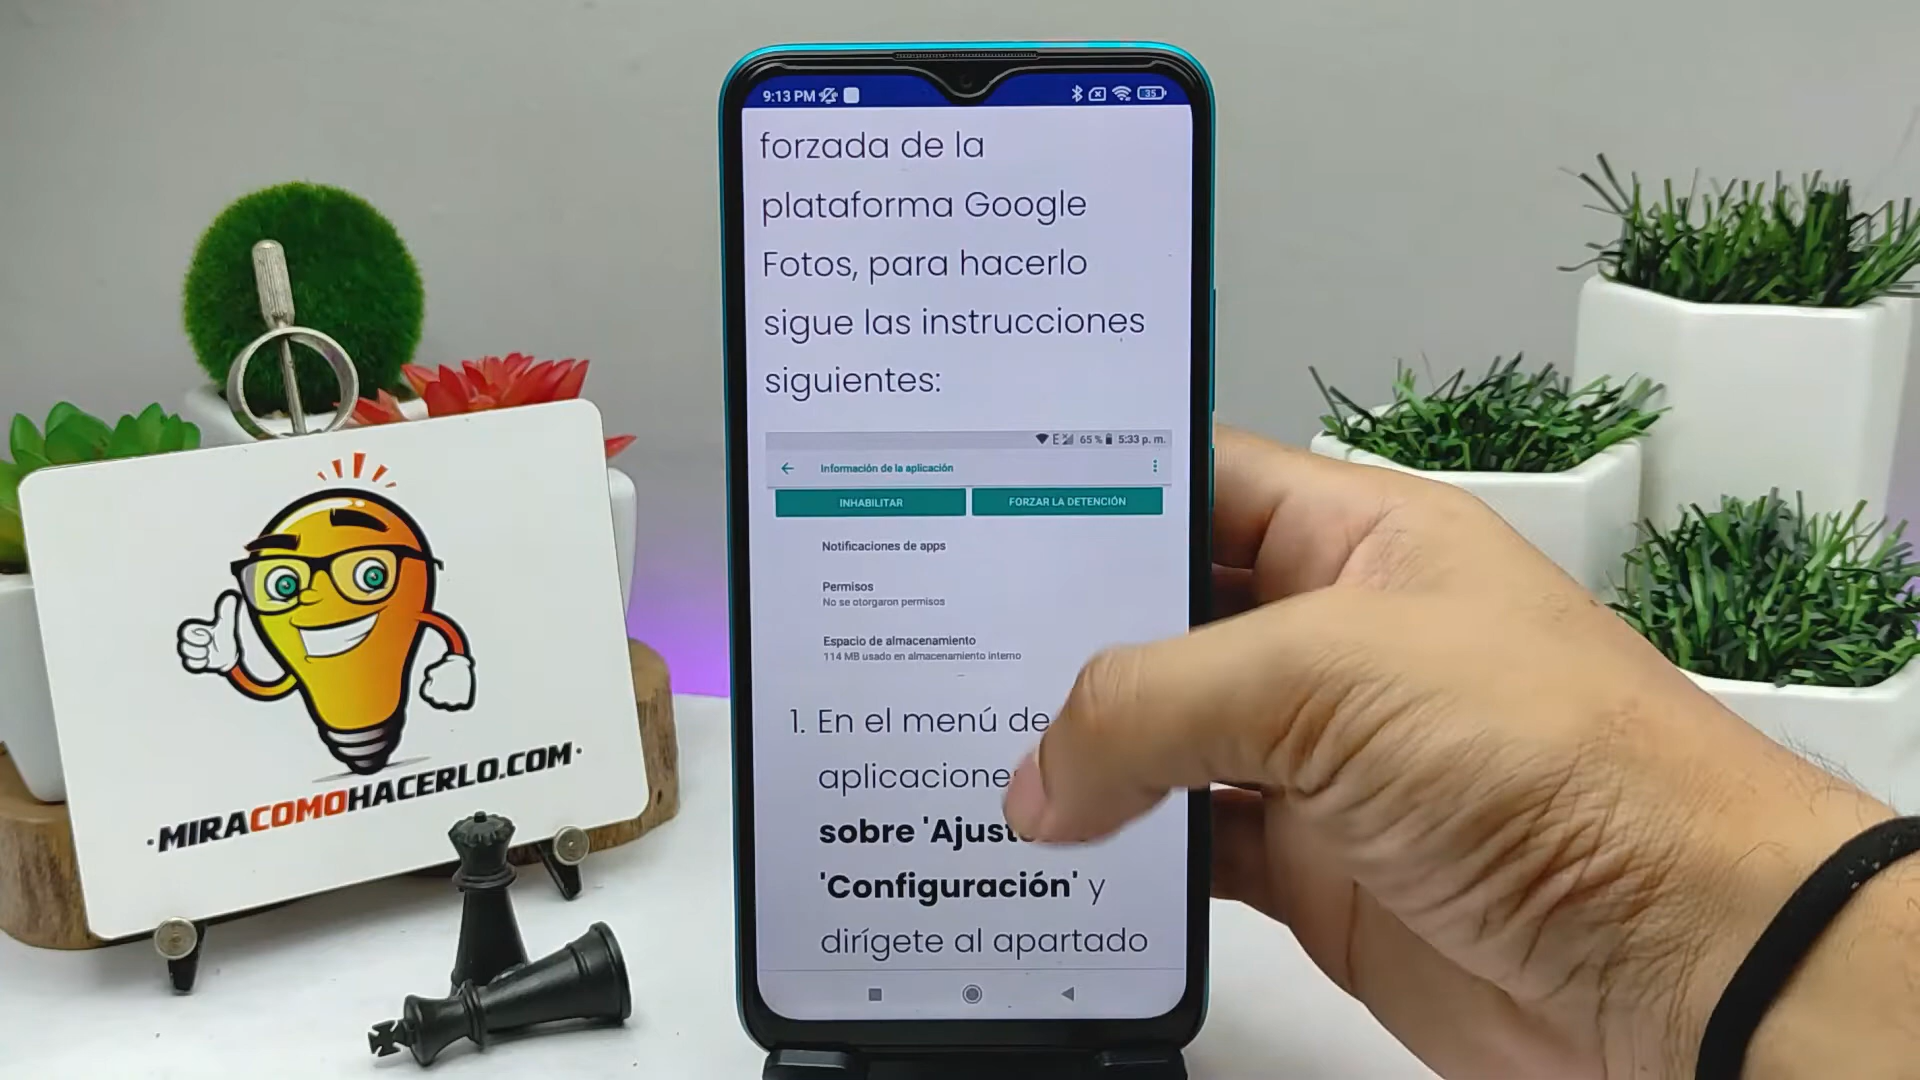 9:13 PM
35
forzada de la
plataforma Google
Fotos, para hacerlo
sigue las instrucciones
siguientes:
E 65 % 5:33 p. m.
Información de la aplicación
INHABILITAR
FORZAR LA DETENCIÓN
Notificaciones de apps
Permisos
No se otorgaron permisos
Espacio de almacenamiento
114 MB usado en almacenamiento interno
1. En el menú de
aplicacione
sobre 'Ajust
'Configuración' y
dirígete al apartado
·MIRACOMOHACERLO.COM·